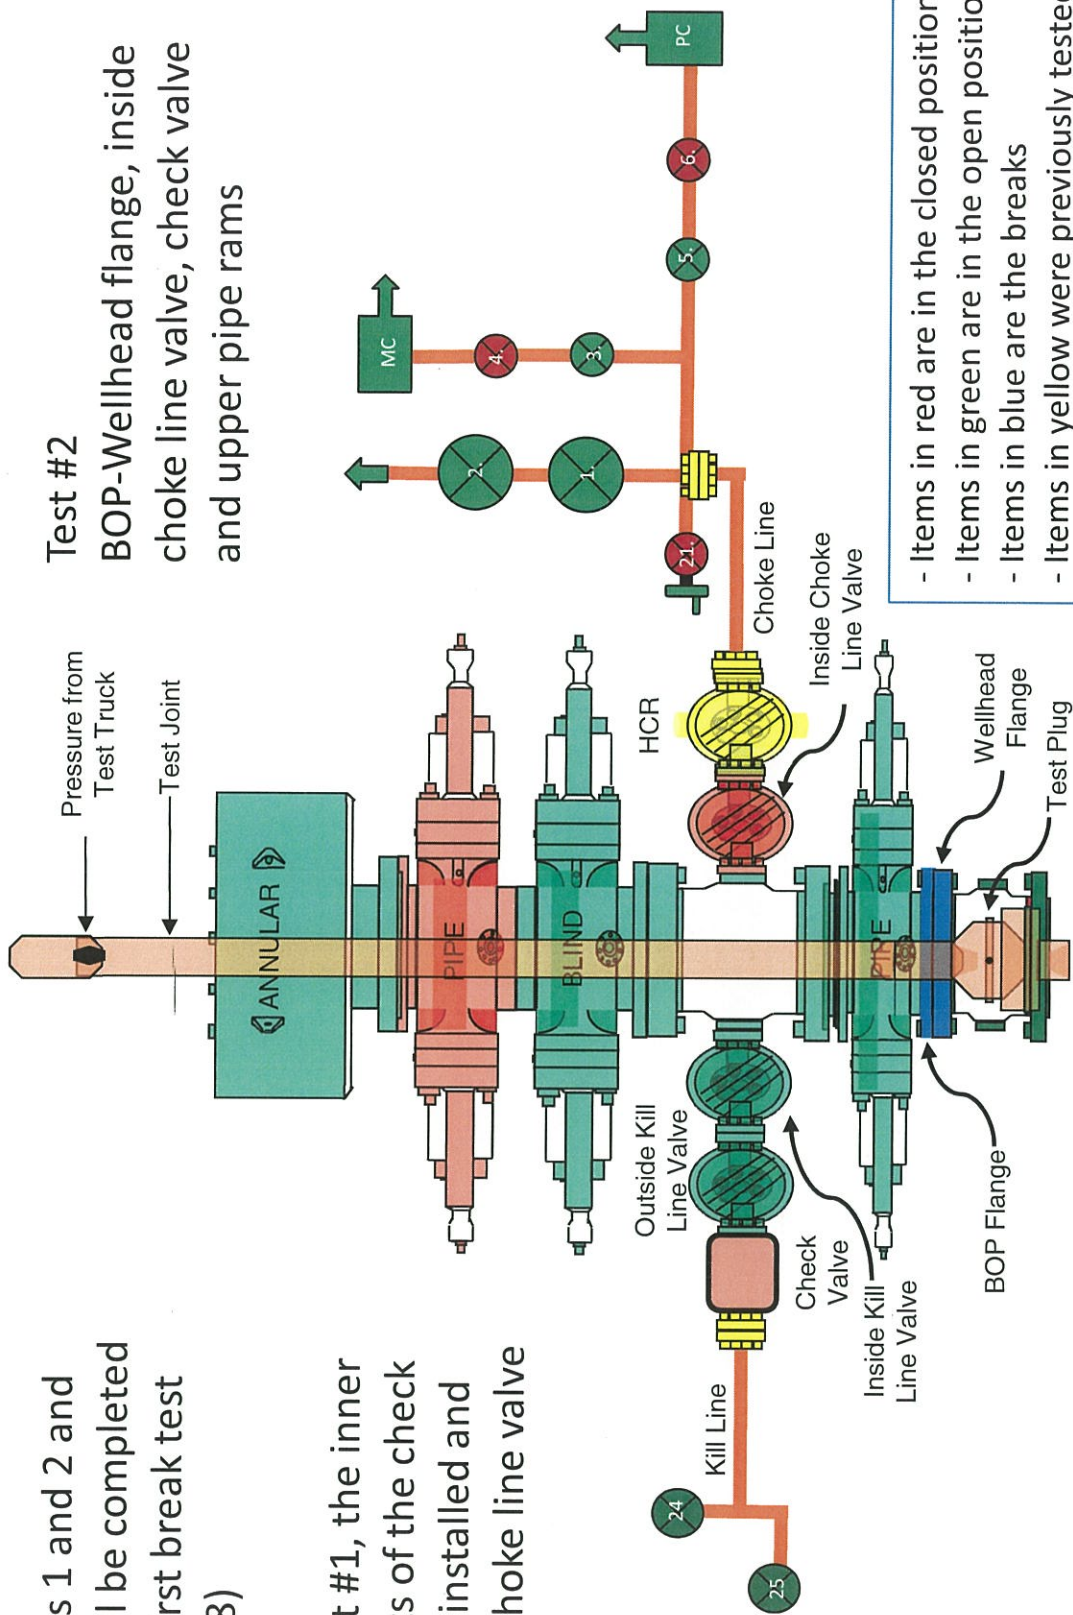 s 1 and 2 and
l be completed
rst break test
3)
t #1, the inner
s of the check
installed and
hoke line valve
Test #2
BOP-Wellhead flange, inside
choke line valve, check valve
and upper pipe rams
Pressure from
Test Truck
Test Joint
ANNULAR
PIPE
BLIND
PIPE
HCR
Inside Choke
Line Valve
Choke Line
Outside Kill
Line Valve
Check
Valve
Inside Kill
Line Valve
Kill Line
24
25
BOP Flange
Wellhead
Flange
Test Plug
MC
PC
1.
2.
3.
4.
5.
6.
21.
- Items in red are in the closed position
- Items in green are in the open positio
- Items in blue are the breaks
- Items in yellow were previously tested